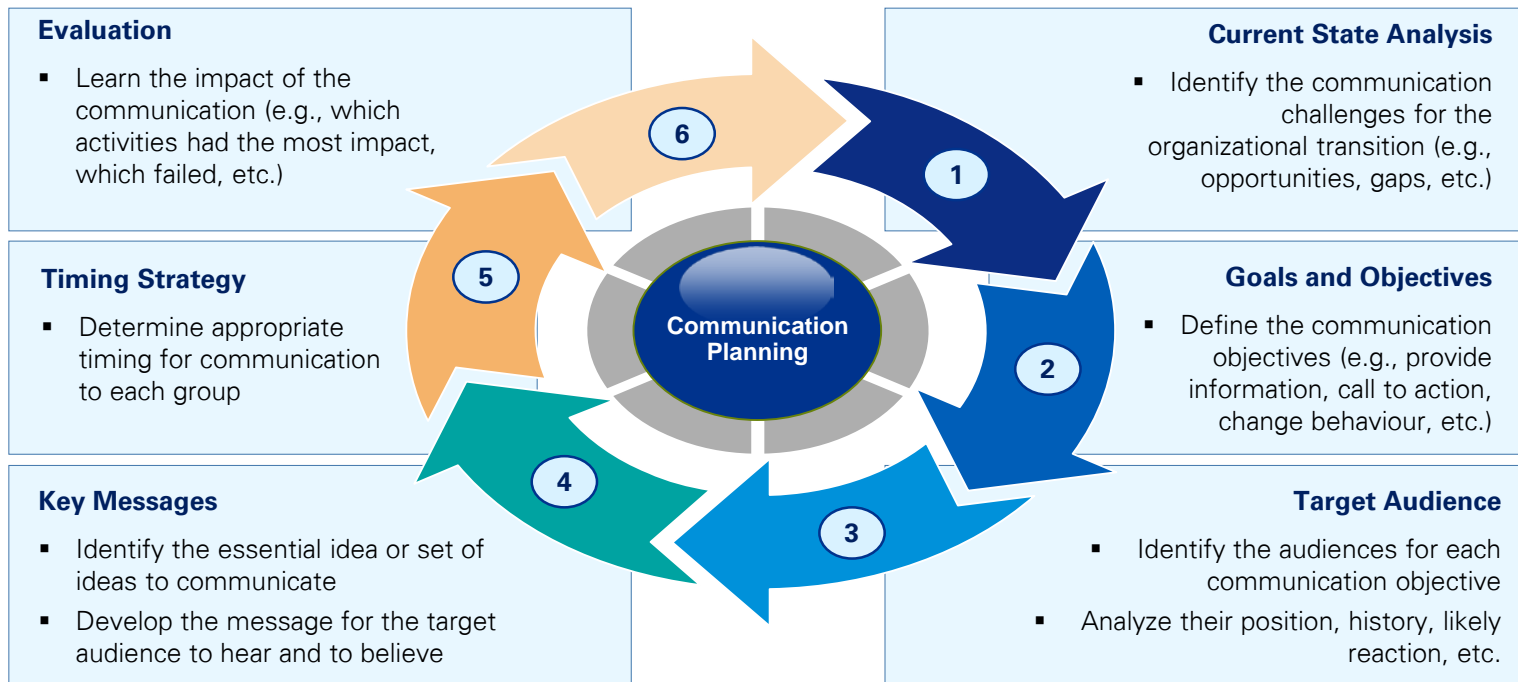 Evaluation
▪ Learn the impact of the
communication (e.g., which
activities had the most impact,
which failed, etc.)
6
Current State Analysis
▪ Identify the communication
challenges for the
organizational transition (e.g.,
opportunities, gaps, etc.)
1
Timing Strategy
▪ Determine appropriate
timing for communication
to each group
5
Communication
Planning
Goals and Objectives
▪ Define the communication
objectives (e.g., provide
information, call to action,
change behaviour, etc.)
2
Key Messages
▪ Identify the essential idea or set of
ideas to communicate
▪ Develop the message for the target
audience to hear and to believe
4
3
Target Audience
▪ Identify the audiences for each
communication objective
▪ Analyze their position, history, likely
reaction, etc.